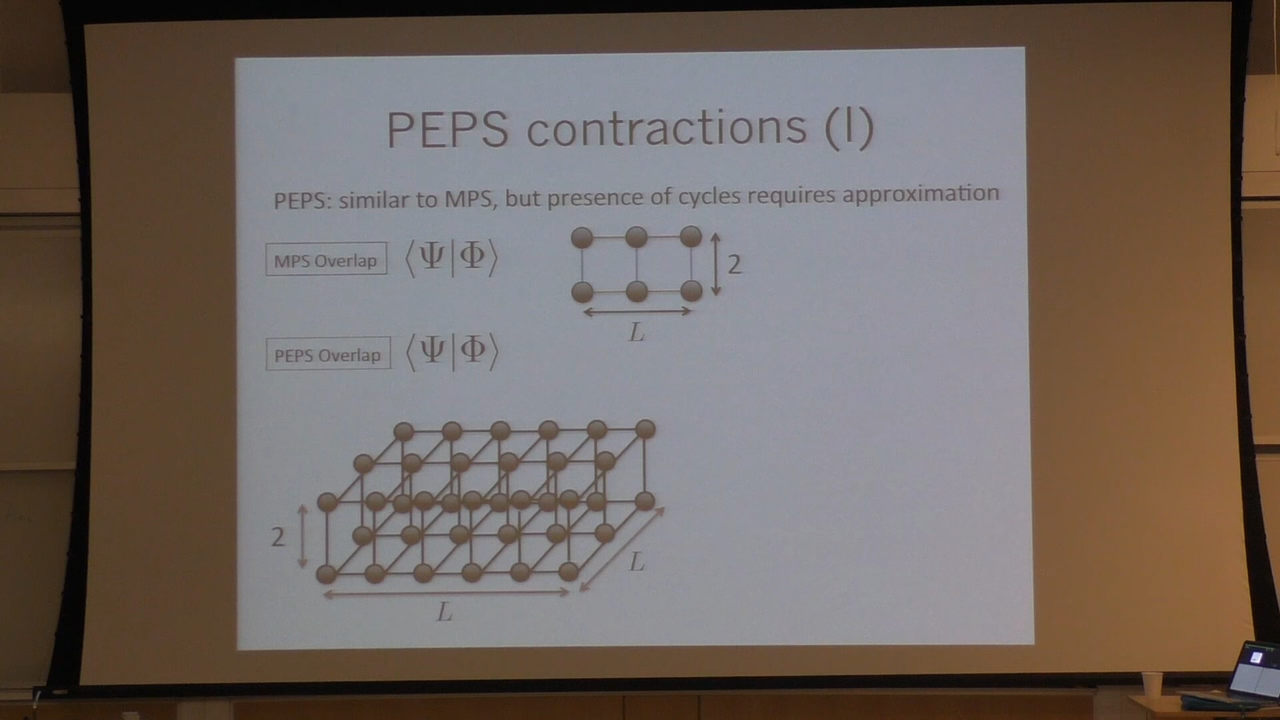 PEPS contractions (I)
PEPS: similar to MPS, but presence of cycles requires approximation
MPS Overlap ⟨Ψ|Φ⟩
2
L
PEPS Overlap ⟨Ψ|Φ⟩
2
L
L